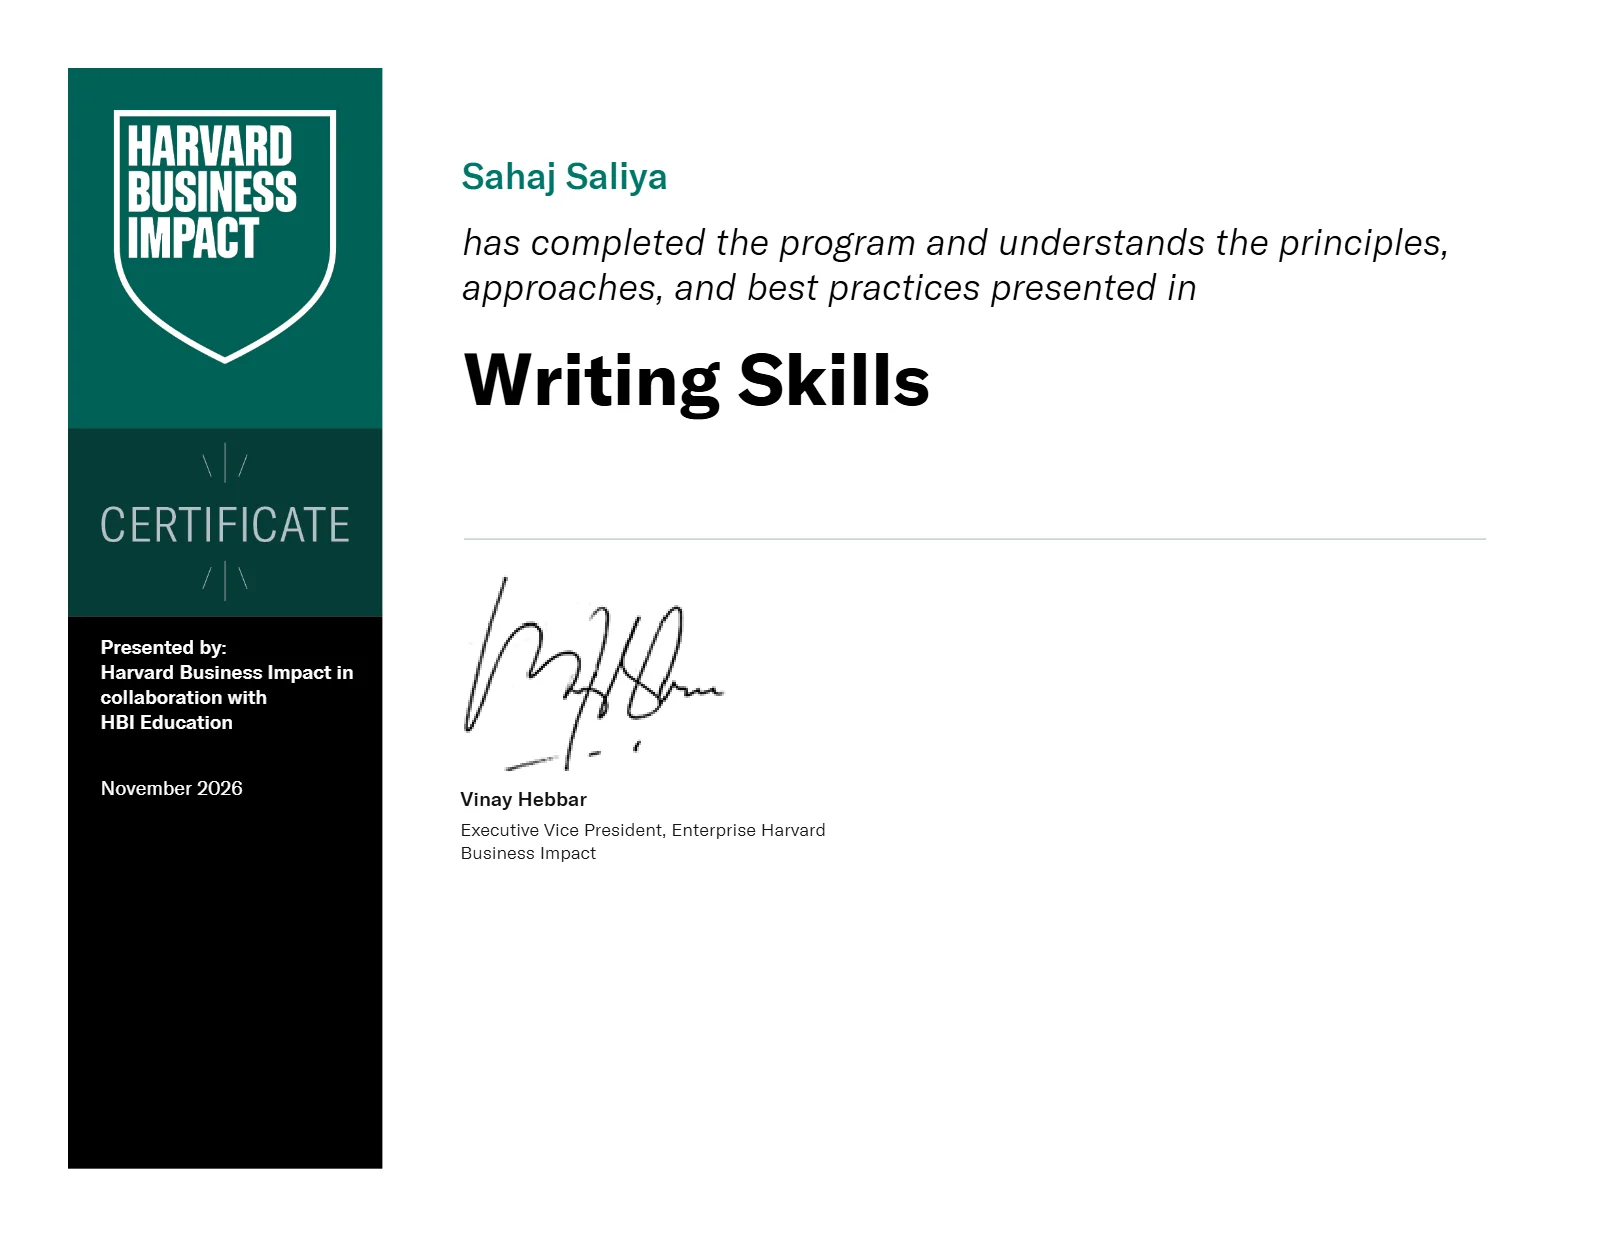 HARVARD
BUSINESS
IMPACT
CERTIFICATE
Presented by:
Harvard Business Impact in
collaboration with
HBI Education
November 2026
Sahaj Saliya
has completed the program and understands the principles,
approaches, and best practices presented in
Writing Skills
Vinay Hebbar
Executive Vice President, Enterprise Harvard
Business Impact